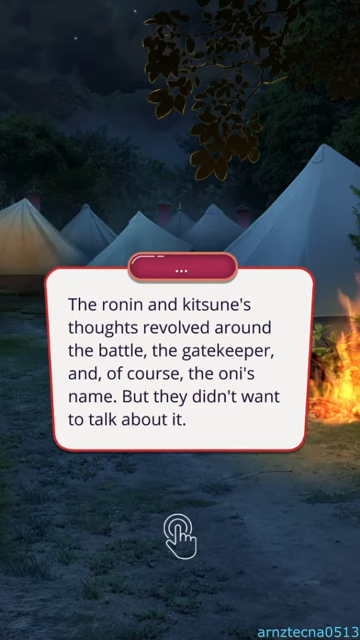 ...
The ronin and kitsune's
thoughts revolved around
the battle, the gatekeeper,
and, of course, the oni's
name. But they didn't want
to talk about it.
arnztecna0513